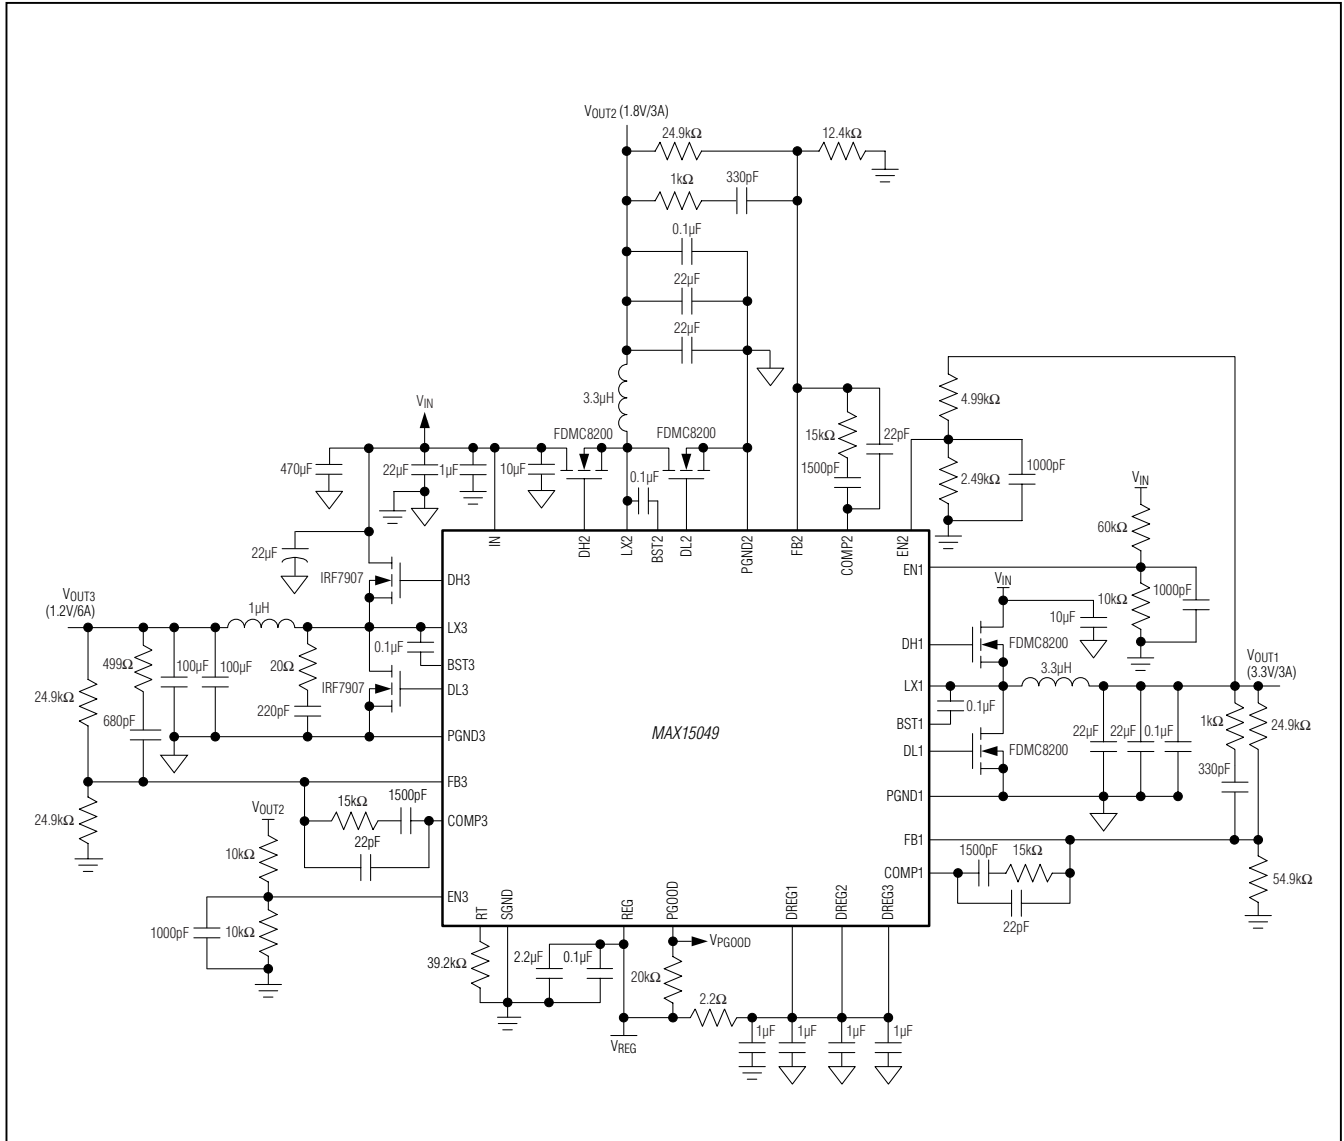 VOUT2 (1.8V/3A)
24.9kΩ
12.4kΩ
1kΩ
330pF
0.1µF
22µF
22µF
3.3µH
VIN
FDMC8200
FDMC8200
470µF
22µF
1µF
10µF
0.1µF
15kΩ
22pF
1500pF
4.99kΩ
2.49kΩ
1000pF
VIN
60kΩ
10kΩ
1000pF
IN
DH2
LX2
BST2
DL2
PGND2
FB2
COMP2
EN2
22µF
IRF7907
DH3
EN1
VIN
10µF
VOUT3
(1.2V/6A)
1µH
LX3
0.1µF
BST3
DH1
FDMC8200
3.3µH
VOUT1
(3.3V/3A)
499Ω
100µF
100µF
20Ω
IRF7907
DL3
LX1
0.1µF
BST1
24.9kΩ
680pF
220pF
PGND3
MAX15049
DL1
FDMC8200
22µF
22µF
0.1µF
1kΩ
24.9kΩ
330pF
PGND1
FB3
24.9kΩ
VOUT2
15kΩ
1500pF
COMP3
22pF
FB1
1500pF
15kΩ
COMP1
22pF
54.9kΩ
10kΩ
EN3
1000pF
10kΩ
RT
SGND
REG
PGOOD
DREG1
DREG2
DREG3
39.2kΩ
2.2µF
0.1µF
VPGOOD
20kΩ
2.2Ω
VREG
1µF
1µF
1µF
1µF